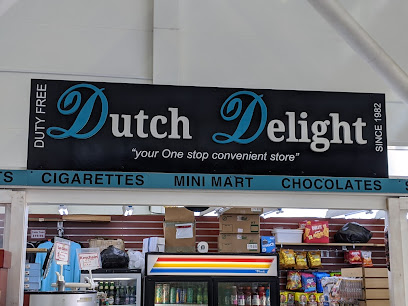 DUTY FREE
Dutch Delight
SINCE 1982
"your One stop convenient store"
CIGARETTES MINI MART CHOCOLATES